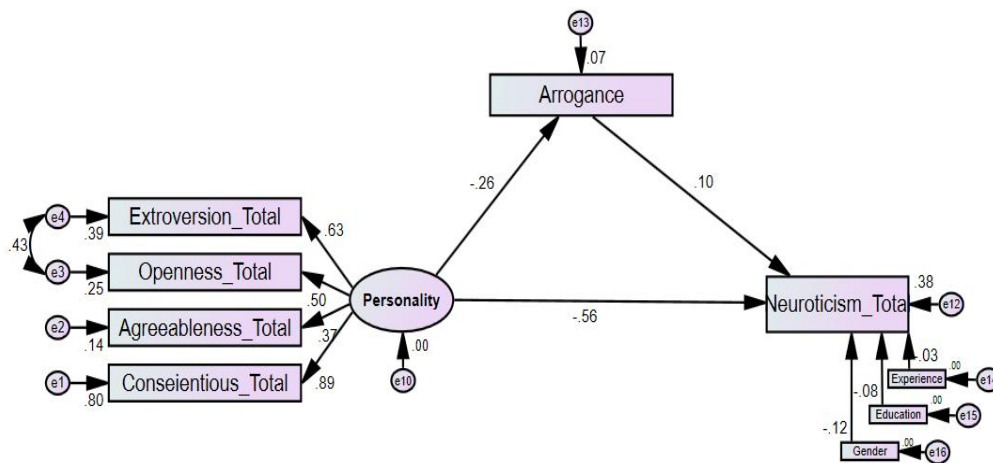 e13
.07
Arrogance
-.26
.10
e4
.39
Extroversion_Total
.63
.43
e3
.25
Openness_Total
.50
Personality
e2
.14
Agreeableness_Total
.37
e1
.80
Conseientious_Total
.89
.00
e10
-.56
.38
Neuroticism_Tota
e12
-.03
Experience
.00
-.08
Education
.00
e15
-.12
Gender
.00
e16